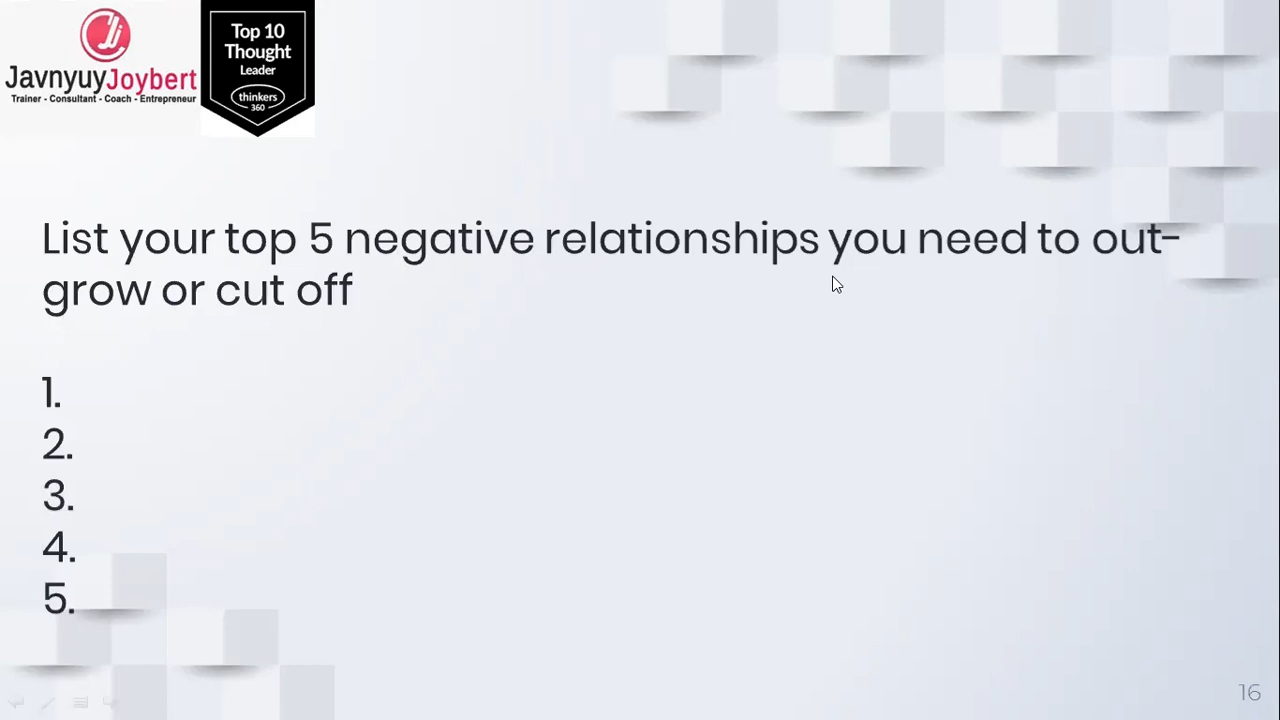 JavnyuyJoybert
Trainer - Consultant - Coach - Entrepreneur
Top 10
Thought
Leader
thinkers
360
List your top 5 negative relationships you need to out-
grow or cut off
1.
2.
3.
4.
5.
16